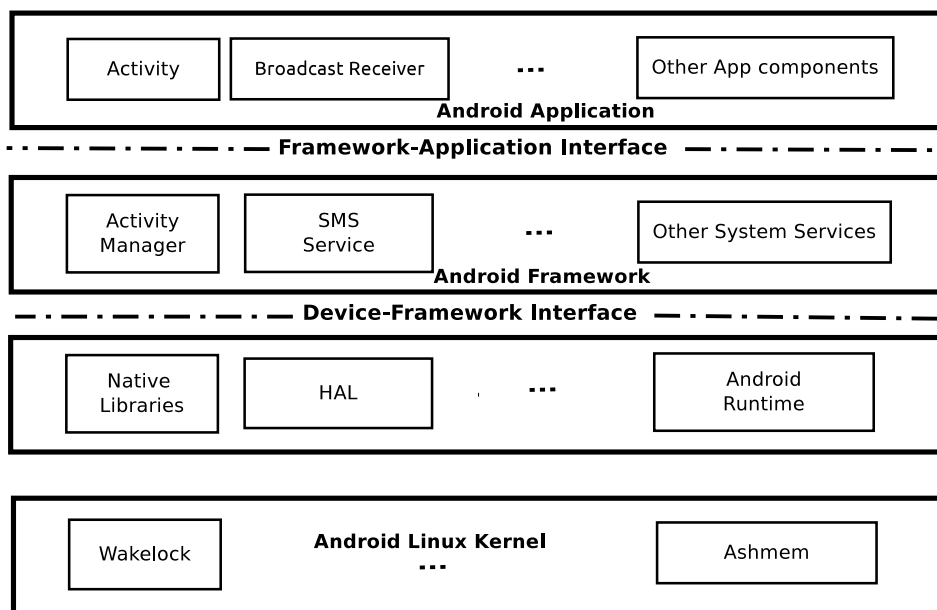 Activity
Broadcast Receiver
...
Other App components
Android Application
Framework-Application Interface
Activity
Manager
SMS
Service
...
Other System Services
Android Framework
Device-Framework Interface
Native
Libraries
HAL
...
Android
Runtime
Wakelock
Android Linux Kernel
...
Ashmem